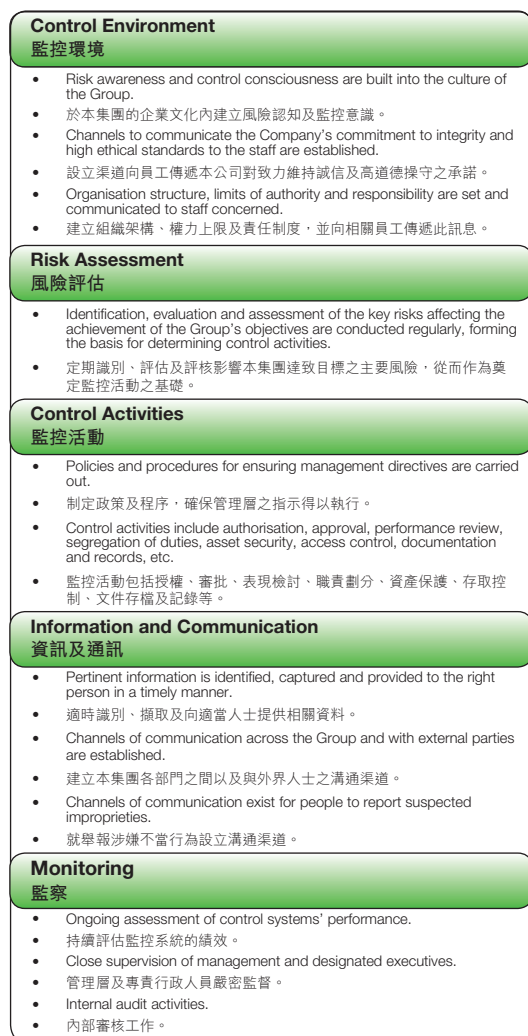 Control Environment
監控環境
• Risk awareness and control consciousness are built into the culture of
the Group.
• 於本集團的企業文化內建立風險認知及監控意識。
• Channels to communicate the Company's commitment to integrity and
high ethical standards to the staff are established.
• 設立渠道向員工傳遞本公司對致力維持誠信及高道德操守之承諾。
• Organisation structure, limits of authority and responsibility are set and
communicated to staff concerned.
• 建立組織架構、權力上限及責任制度，並向相關員工傳遞此訊息。
Risk Assessment
風險評估
• Identification, evaluation and assessment of the key risks affecting the
achievement of the Group's objectives are conducted regularly, forming
the basis for determining control activities.
• 定期識別、評估及評核影響本集團達致目標之主要風險，從而作為奠
定監控活動之基礎。
Control Activities
監控活動
• Policies and procedures for ensuring management directives are carried
out.
• 制定政策及程序，確保管理層之指示得以執行。
• Control activities include authorisation, approval, performance review,
segregation of duties, asset security, access control, documentation
and records, etc.
• 監控活動包括授權、審批、表現檢討、職責劃分、資產保護、存取控
制、文件存檔及記錄等。
Information and Communication
資訊及通訊
• Pertinent information is identified, captured and provided to the right
person in a timely manner.
• 適時識別、擷取及向適當人士提供相關資料。
• Channels of communication across the Group and with external parties
are established.
• 建立本集團各部門之間以及與外界人士之溝通渠道。
• Channels of communication exist for people to report suspected
improprieties.
• 就舉報涉嫌不當行為設立溝通渠道。
Monitoring
監察
• Ongoing assessment of control systems' performance.
• 持續評估監控系統的績效。
• Close supervision of management and designated executives.
• 管理層及專責行政人員嚴密監督。
• Internal audit activities.
• 內部審核工作。